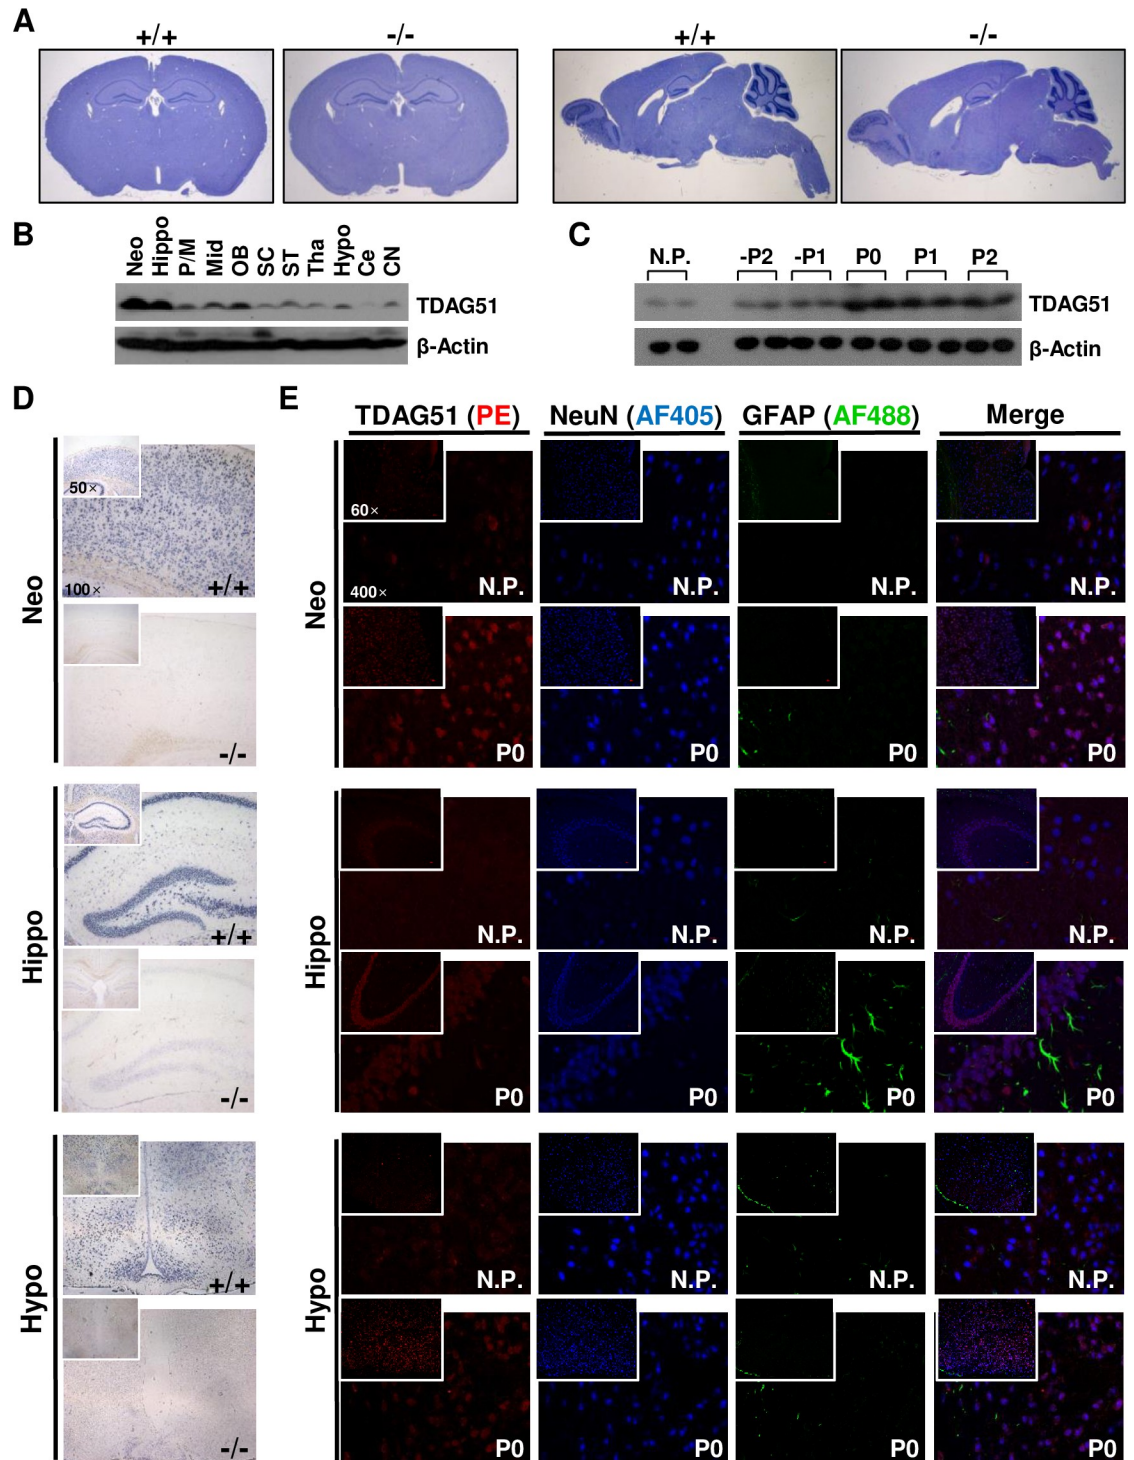 A
+/+
-/-
+/+
-/-
B
Neo
Hippo
P/M
Mid
OB
SC
ST
Tha
Hypo
Ce
CN
TDAG51
β-Actin
C
N.P.
-P2
-P1
P0
P1
P2
TDAG51
β-Actin
D
Neo
50×
100×
+/+
-/-
Hippo
+/+
-/-
Hypo
+/+
-/-
E
TDAG51 (PE)
NeuN (AF405)
GFAP (AF488)
Merge
Neo
60×
400×
N.P.
N.P.
N.P.
N.P.
P0
P0
P0
P0
Hippo
N.P.
N.P.
N.P.
N.P.
P0
P0
P0
P0
Hypo
N.P.
N.P.
N.P.
N.P.
P0
P0
P0
P0